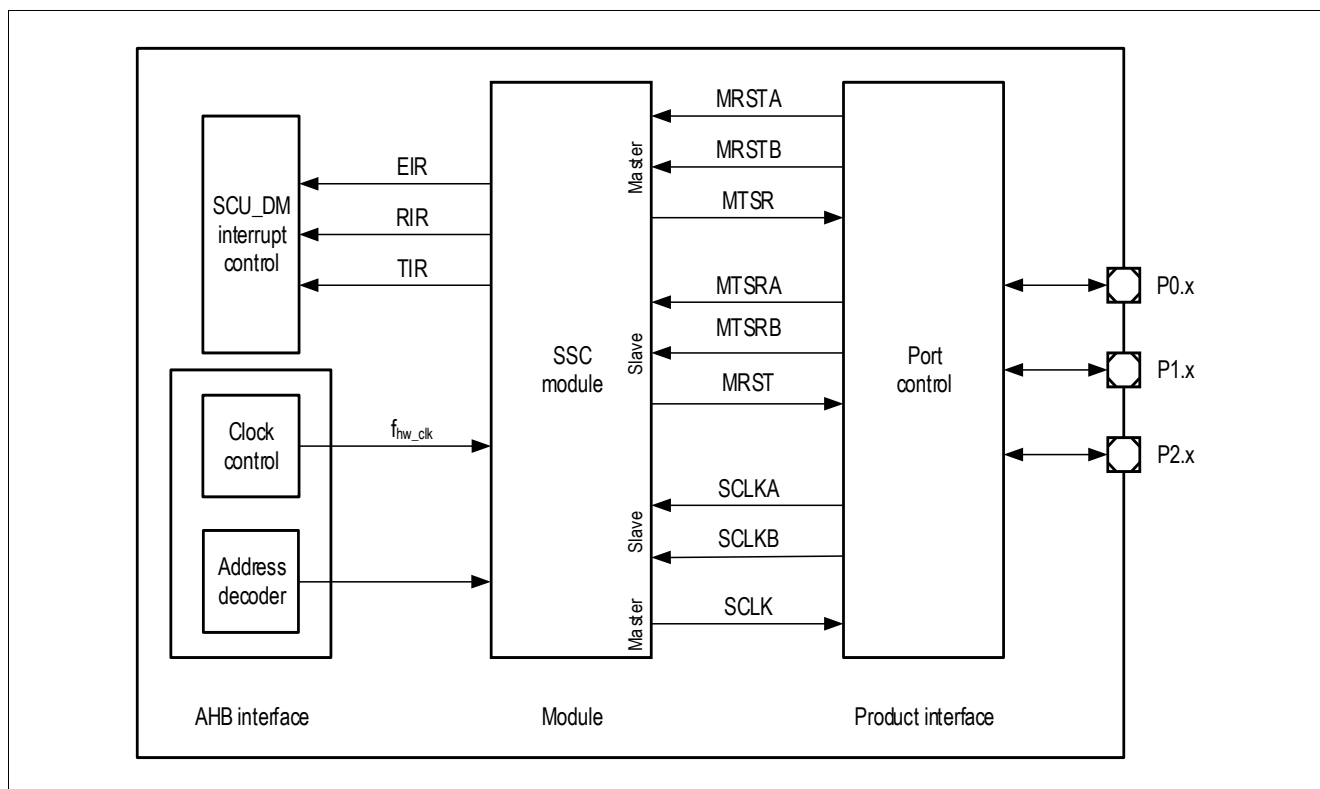 SCU_DM
interrupt
control
EIR
RIR
TIR
Clock
control
f_hw_clk
Address
decoder
AHB interface
SSC
module
Master
Slave
Slave
Master
Module
MRSTA
MRSTB
MTSR
MTSRA
MTSRB
MRST
SCLKA
SCLKB
SCLK
Port
control
Product interface
P0.x
P1.x
P2.x